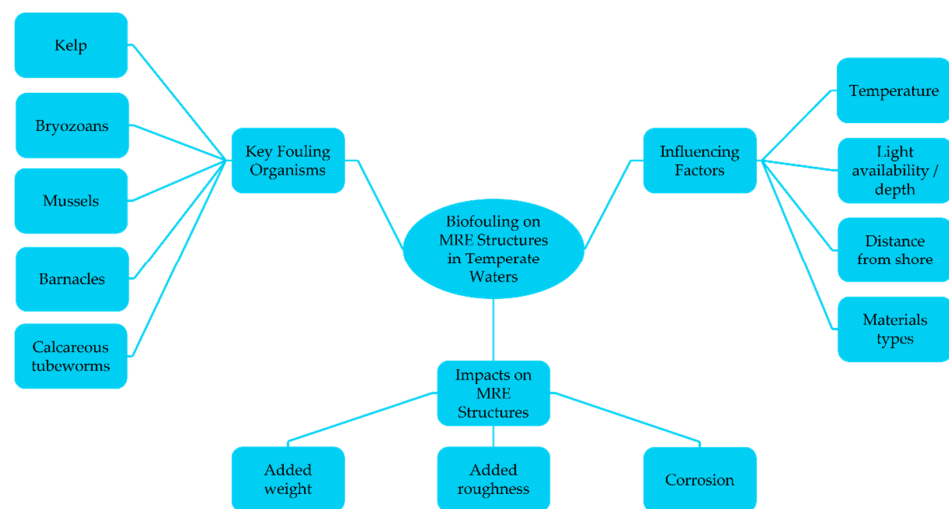 Kelp
Bryozoans
Mussels
Barnacles
Calcareous
tubeworms
Key Fouling
Organisms
Biofouling on
MRE Structures
in Temperate
Waters
Influencing
Factors
Temperature
Light
availability /
depth
Distance
from shore
Materials
types
Impacts on
MRE
Structures
Added
weight
Added
roughness
Corrosion